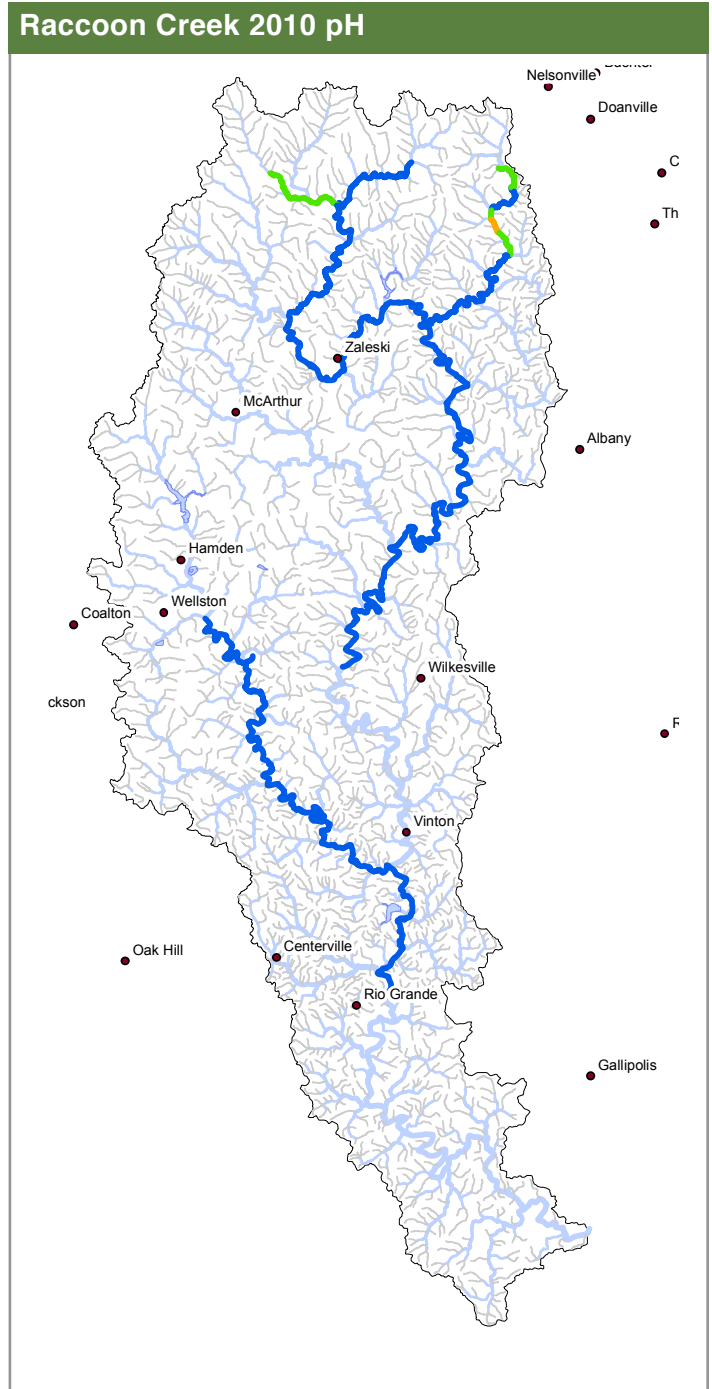 Raccoon Creek 2010 pH
Nelsonville
Doanville
C
Th
Zaleski
McArthur
Albany
Hamden
Wellston
Coalton
Wilkesville
ckson
Vinton
Centerville
Oak Hill
Rio Grande
Gallipolis